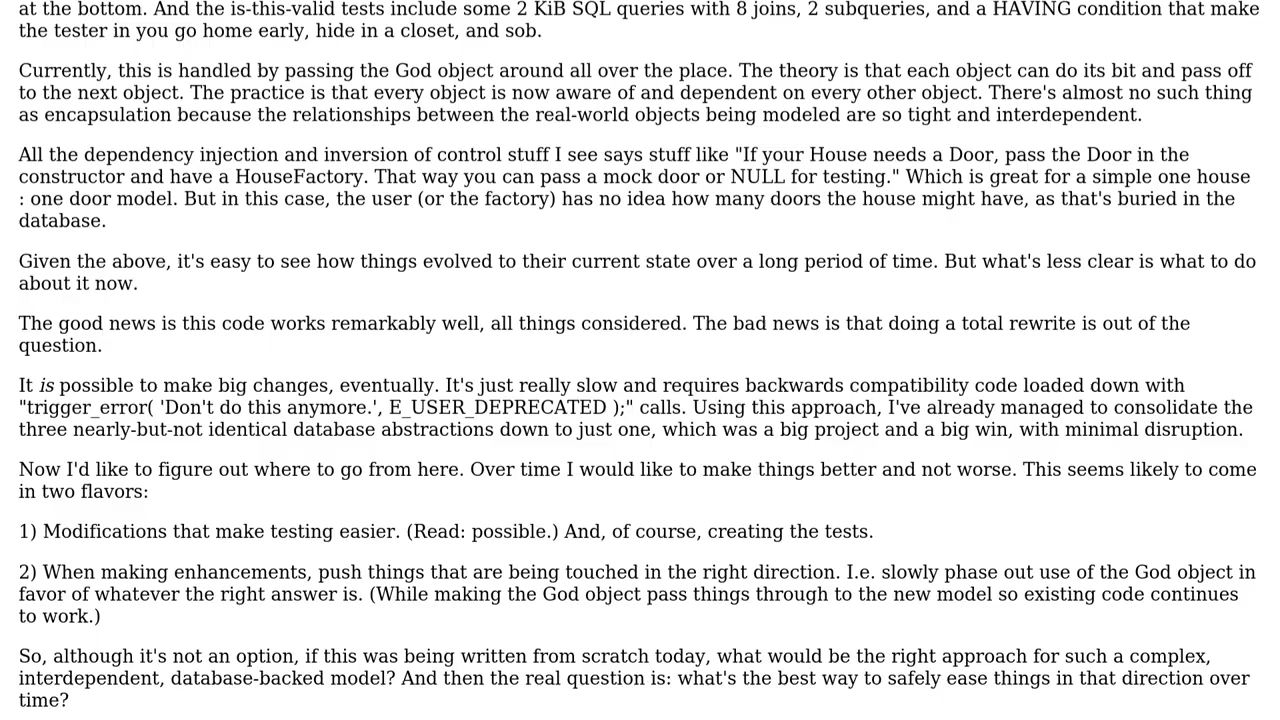 at the bottom. And the is-this-valid tests include some 2 KiB SQL queries with 8 joins, 2 subqueries, and a HAVING condition that make
the tester in you go home early, hide in a closet, and sob.
Currently, this is handled by passing the God object around all over the place. The theory is that each object can do its bit and pass off
to the next object. The practice is that every object is now aware of and dependent on every other object. There's almost no such thing
as encapsulation because the relationships between the real-world objects being modeled are so tight and interdependent.
All the dependency injection and inversion of control stuff I see says stuff like "If your House needs a Door, pass the Door in the
constructor and have a HouseFactory. That way you can pass a mock door or NULL for testing." Which is great for a simple one house
: one door model. But in this case, the user (or the factory) has no idea how many doors the house might have, as that's buried in the
database.
Given the above, it's easy to see how things evolved to their current state over a long period of time. But what's less clear is what to do
about it now.
The good news is this code works remarkably well, all things considered. The bad news is that doing a total rewrite is out of the
question.
It is possible to make big changes, eventually. It's just really slow and requires backwards compatibility code loaded down with
"trigger_error( 'Don't do this anymore.', E_USER_DEPRECATED );" calls. Using this approach, I've already managed to consolidate the
three nearly-but-not identical database abstractions down to just one, which was a big project and a big win, with minimal disruption.
Now I'd like to figure out where to go from here. Over time I would like to make things better and not worse. This seems likely to come
in two flavors:
1) Modifications that make testing easier. (Read: possible.) And, of course, creating the tests.
2) When making enhancements, push things that are being touched in the right direction. I.e. slowly phase out use of the God object in
favor of whatever the right answer is. (While making the God object pass things through to the new model so existing code continues
to work.)
So, although it's not an option, if this was being written from scratch today, what would be the right approach for such a complex,
interdependent, database-backed model? And then the real question is: what's the best way to safely ease things in that direction over
time?